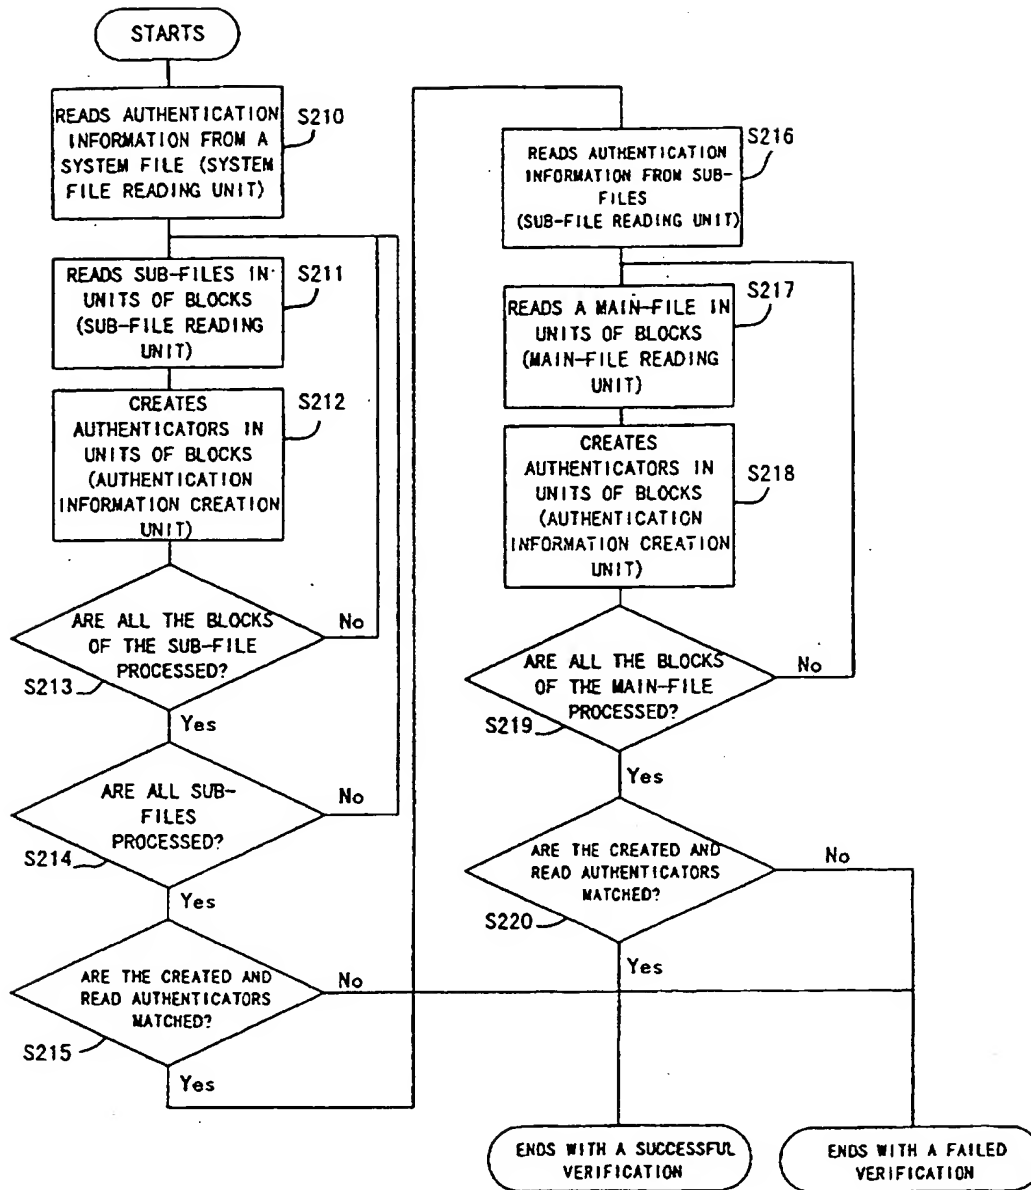 STARTS
READS AUTHENTICATION
INFORMATION FROM A
SYSTEM FILE (SYSTEM
FILE READING UNIT)
S210
READS SUB-FILES IN
UNITS OF BLOCKS
(SUB-FILE READING
UNIT)
S211
CREATES
AUTHENTICATORS IN
UNITS OF BLOCKS
(AUTHENTICATION
INFORMATION CREATION
UNIT)
S212
ARE ALL THE BLOCKS
OF THE SUB-FILE
PROCESSED?
No
S213
Yes
ARE ALL SUB-
FILES
PROCESSED?
No
S214
Yes
ARE THE CREATED AND
READ AUTHENTICATORS
MATCHED?
No
S215
Yes
READS AUTHENTICATION
INFORMATION FROM SUB-
FILES
(SUB-FILE READING UNIT)
S216
READS A MAIN-FILE IN
UNITS OF BLOCKS
(MAIN-FILE READING
UNIT)
S217
CREATES
AUTHENTICATORS IN
UNITS OF BLOCKS
(AUTHENTICATION
INFORMATION CREATION
UNIT)
S218
ARE ALL THE BLOCKS
OF THE MAIN-FILE
PROCESSED?
No
S219
Yes
ARE THE CREATED AND
READ AUTHENTICATORS
MATCHED?
No
S220
Yes
ENDS WITH A SUCCESSFUL
VERIFICATION
ENDS WITH A FAILED
VERIFICATION